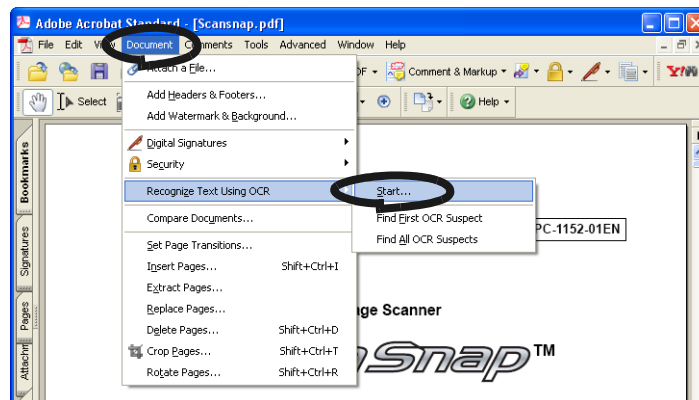 Adobe Acrobat Standard - [Scansnap.pdf]
File Edit View Document Comments Tools Advanced Window Help
Comment & Markup
Select
Help
Attach a File...
Add Headers & Footers...
Add Watermark & Background...
Digital Signatures
Security
Recognize Text Using OCR
Start...
Compare Documents...
Find First OCR Suspect
Find All OCR Suspects
PC-1152-01EN
Set Page Transitions...
Insert Pages... Shift+Ctrl+I
Extract Pages...
Replace Pages...
Delete Pages... Shift+Ctrl+D
Crop Pages... Shift+Ctrl+T
Rotate Pages... Shift+Ctrl+R
Scanner
Snap™
Bookmarks
Signatures
Pages